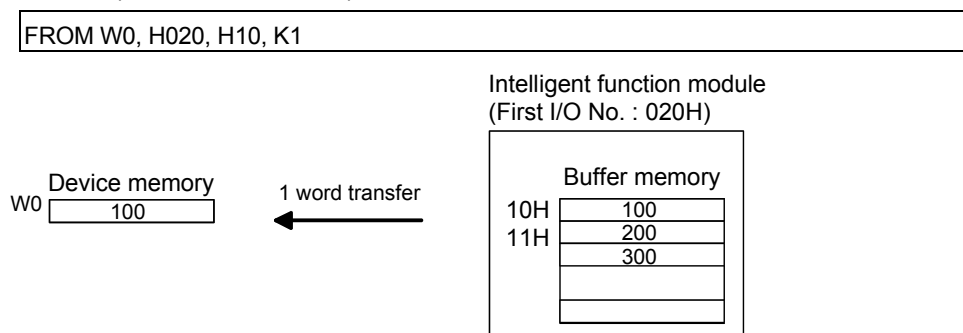 FROM W0, H020, H10, K1
Intelligent function module
(First I/O No. : 020H)
Device memory
W0 100
1 word transfer
Buffer memory
10H 100
11H 200
300